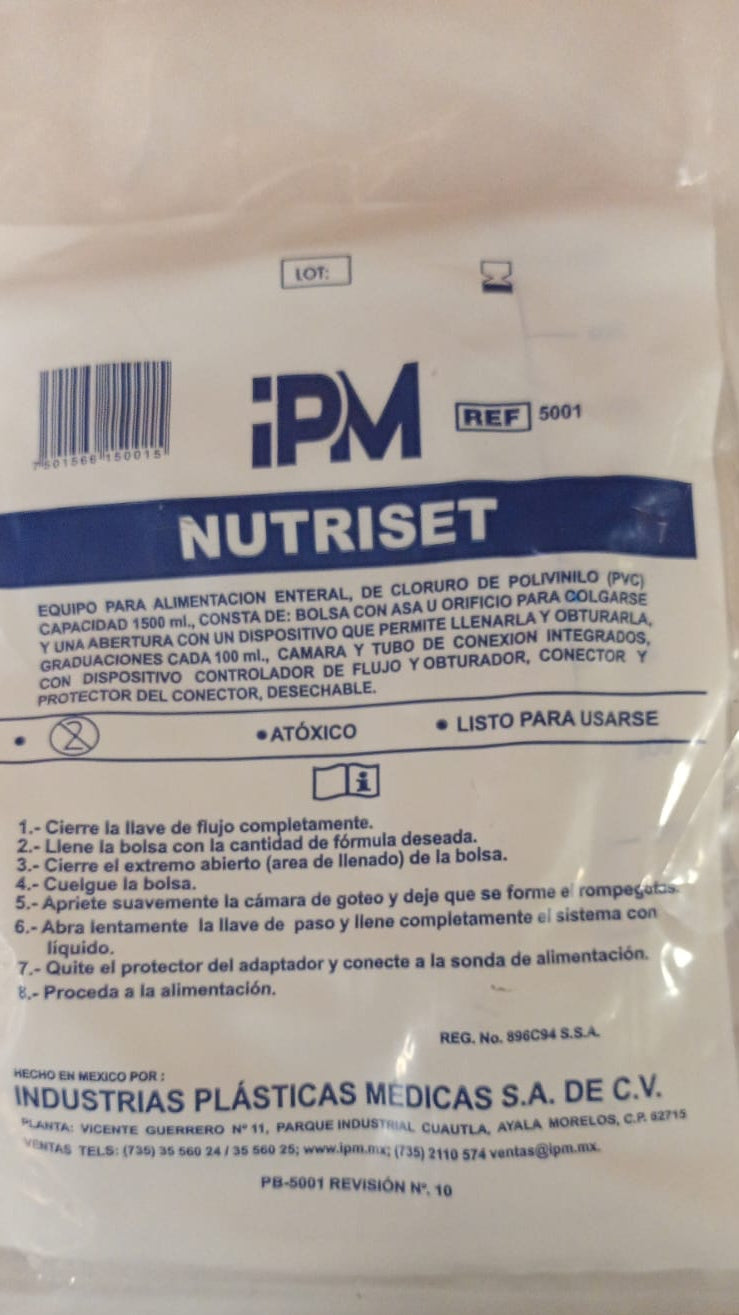 LOT:
7 501566 150015
iPM
REF 5001
NUTRISET
EQUIPO PARA ALIMENTACION ENTERAL, DE CLORURO DE POLIVINILO (PVC)
CAPACIDAD 1500 ml., CONSTA DE: BOLSA CON ASA U ORIFICIO PARA COLGARSE
Y UNA ABERTURA CON UN DISPOSITIVO QUE PERMITE LLENARLA Y OBTURARLA,
GRADUACIONES CADA 100 ml., CAMARA Y TUBO DE CONEXION INTEGRADOS,
CON DISPOSITIVO CONTROLADOR DE FLUJO Y OBTURADOR, CONECTOR Y
PROTECTOR DEL CONECTOR, DESECHABLE.
• 2 • ATÓXICO • LISTO PARA USARSE
i
1.- Cierre la llave de flujo completamente.
2.- Llene la bolsa con la cantidad de fórmula deseada.
3.- Cierre el extremo abierto (area de llenado) de la bolsa.
4.- Cuelgue la bolsa.
5.- Apriete suavemente la cámara de goteo y deje que se forme el rompegotas.
6.- Abra lentamente la llave de paso y llene completamente el sistema con
líquido.
7.- Quite el protector del adaptador y conecte a la sonda de alimentación.
8.- Proceda a la alimentación.
REG. No. 896C94 S.S.A.
HECHO EN MEXICO POR :
INDUSTRIAS PLÁSTICAS MÉDICAS S.A. DE C.V.
PLANTA: VICENTE GUERRERO Nº 11, PARQUE INDUSTRIAL CUAUTLA, AYALA MORELOS, C.P. 62715
VENTAS TELS: (735) 35 560 24 / 35 560 25; www.ipm.mx; (735) 2110 574 ventas@ipm.mx.
PB-5001 REVISIÓN Nº. 10